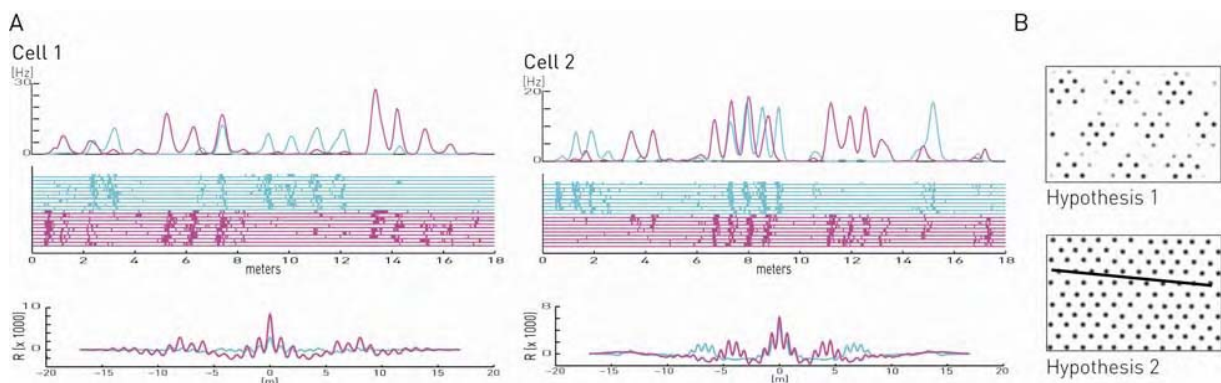 A
B
Cell 1
[Hz]
30
0
Cell 2
[Hz]
20
0
0 2 4 6 8 10 12 14 16 18
meters
0 2 4 6 8 10 12 14 16 18
meters
Hypothesis 1
R [x 1000]
10
0
-20 -15 -10 -5 0 5 10 15 20
[m]
R [x 1000]
8
0
-20 -15 -10 -5 0 5 10 15 20
[m]
Hypothesis 2